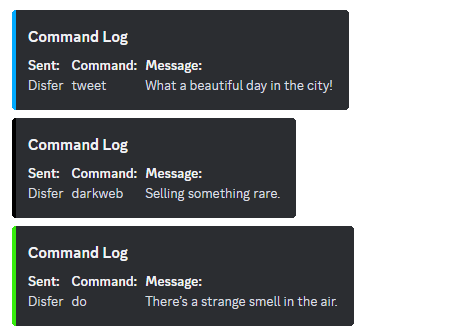 Command Log
Sent: Command: Message:
Disfer tweet What a beautiful day in the city!
Command Log
Sent: Command: Message:
Disfer darkweb Selling something rare.
Command Log
Sent: Command: Message:
Disfer do There's a strange smell in the air.